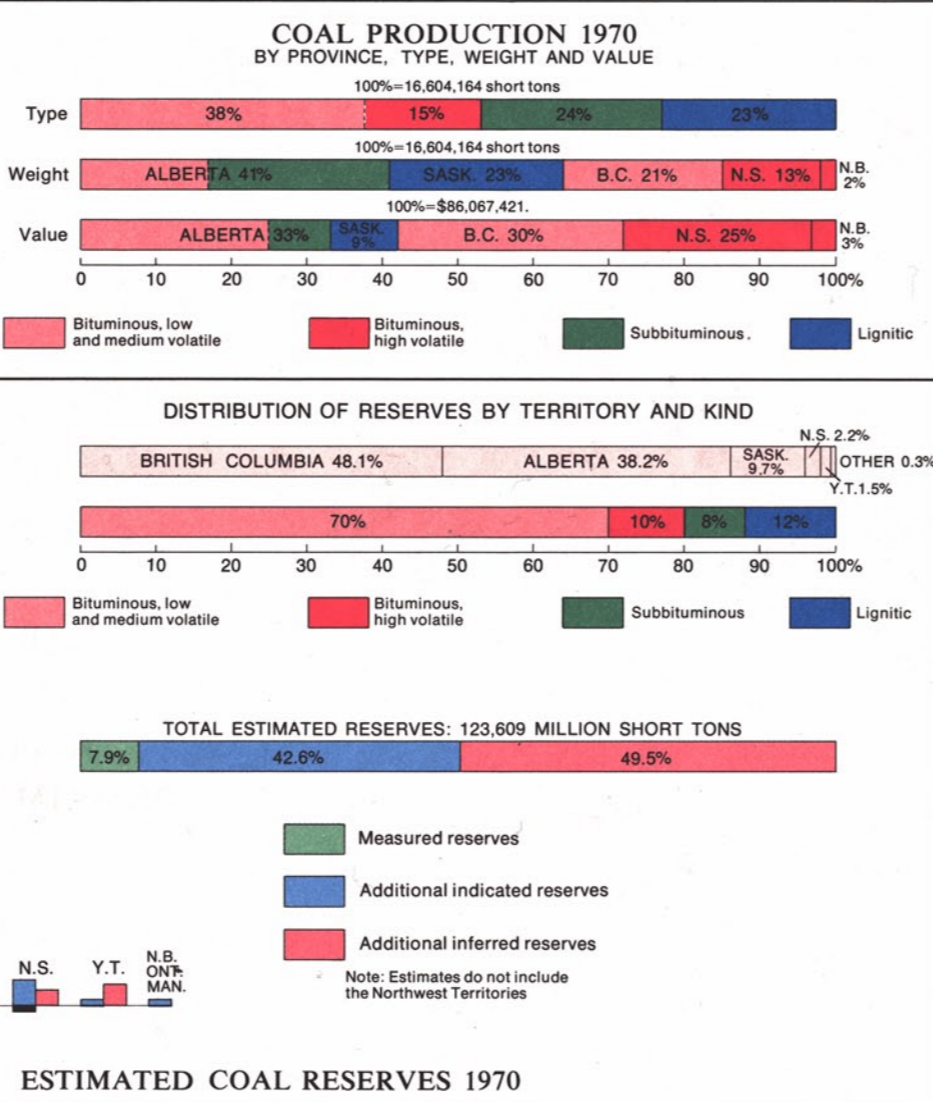 COAL PRODUCTION 1970
BY PROVINCE, TYPE, WEIGHT AND VALUE
100%=16,604,164 short tons
Type 38% 15% 24% 23%
100%=16,604,164 short tons
Weight ALBERTA 41% SASK. 23% B.C. 21% N.S. 13% N.B. 2%
100%=$86,067,421.
Value ALBERTA 33% SASK. 9% B.C. 30% N.S. 25% N.B. 3%
0 10 20 30 40 50 60 70 80 90 100%
Bituminous, low
and medium volatile
Bituminous,
high volatile
Subbituminous.
Lignitic
DISTRIBUTION OF RESERVES BY TERRITORY AND KIND
N.S. 2.2%
BRITISH COLUMBIA 48.1% ALBERTA 38.2% SASK. 9.7% OTHER 0.3%
Y.T.1.5%
70% 10% 8% 12%
0 10 20 30 40 50 60 70 80 90 100%
Bituminous, low
and medium volatile
Bituminous,
high volatile
Subbituminous
Lignitic
TOTAL ESTIMATED RESERVES: 123,609 MILLION SHORT TONS
7.9% 42.6% 49.5%
Measured reserves
Additional indicated reserves
Additional inferred reserves
Note: Estimates do not include
the Northwest Territories
N.S. Y.T. N.B.
ONT.
MAN.
ESTIMATED COAL RESERVES 1970